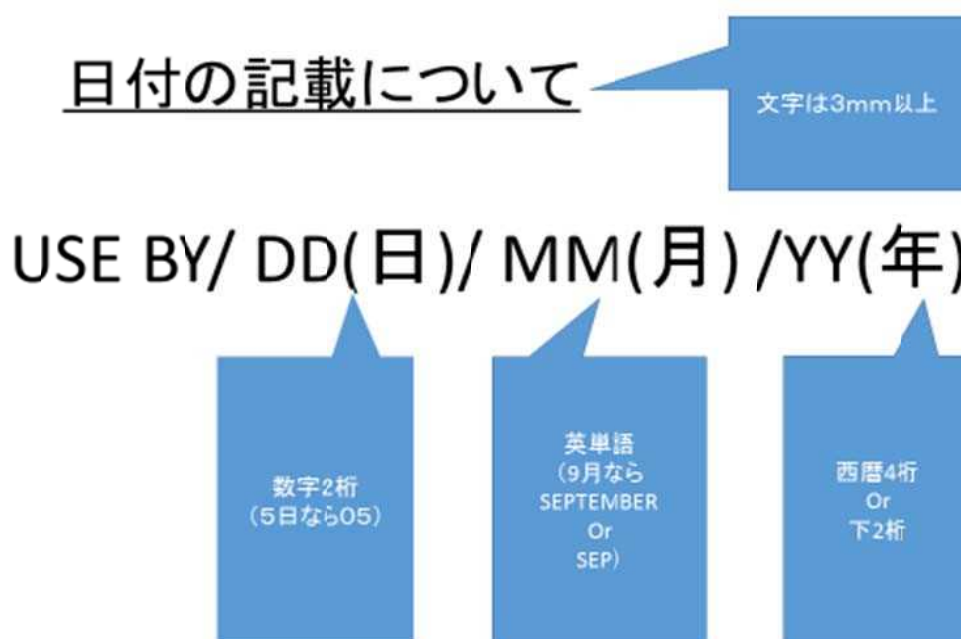 日付の記載について
文字は3mm以上
USE BY/ DD(日)/ MM(月) /YY(年)
数字2桁
(5日なら05)
英単語
(9月なら
SEPTEMBER
Or
SEP)
西暦4桁
Or
下2桁